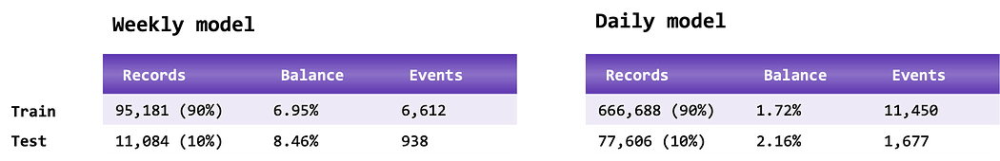 Weekly model Daily model
Records Balance Events Records Balance Events
Train 95,181 (90%) 6.95% 6,612 666,688 (90%) 1.72% 11,450
Test 11,084 (10%) 8.46% 938 77,606 (10%) 2.16% 1,677